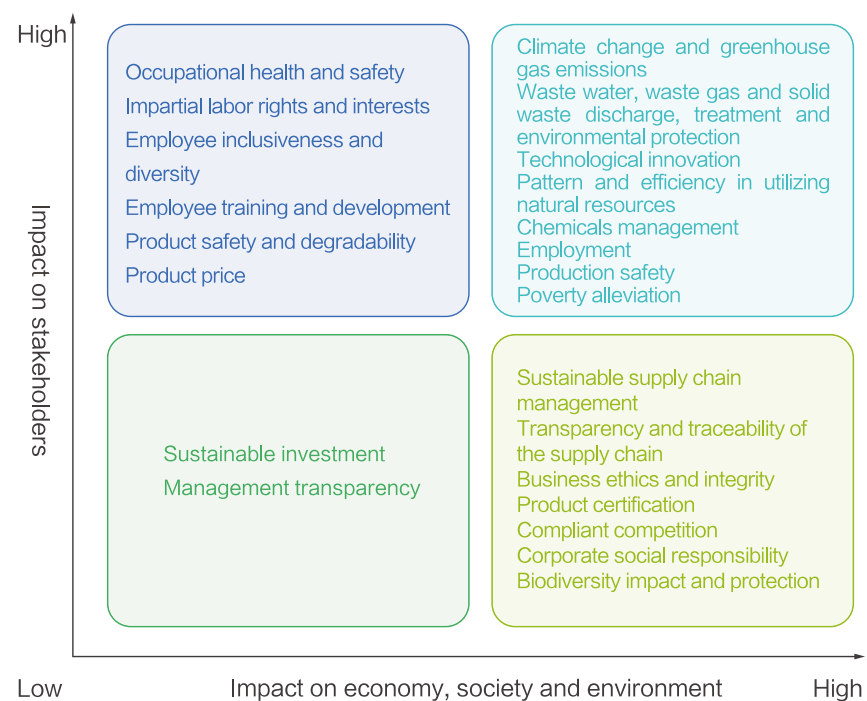 High
Occupational health and safety
Impartial labor rights and interests
Employee inclusiveness and
diversity
Employee training and development
Product safety and degradability
Product price
Climate change and greenhouse
gas emissions
Waste water, waste gas and solid
waste discharge, treatment and
environmental protection
Technological innovation
Pattern and efficiency in utilizing
natural resources
Chemicals management
Employment
Production safety
Poverty alleviation
Impact on stakeholders
Sustainable investment
Management transparency
Sustainable supply chain
management
Transparency and traceability of
the supply chain
Business ethics and integrity
Product certification
Compliant competition
Corporate social responsibility
Biodiversity impact and protection
Low
Impact on economy, society and environment
High